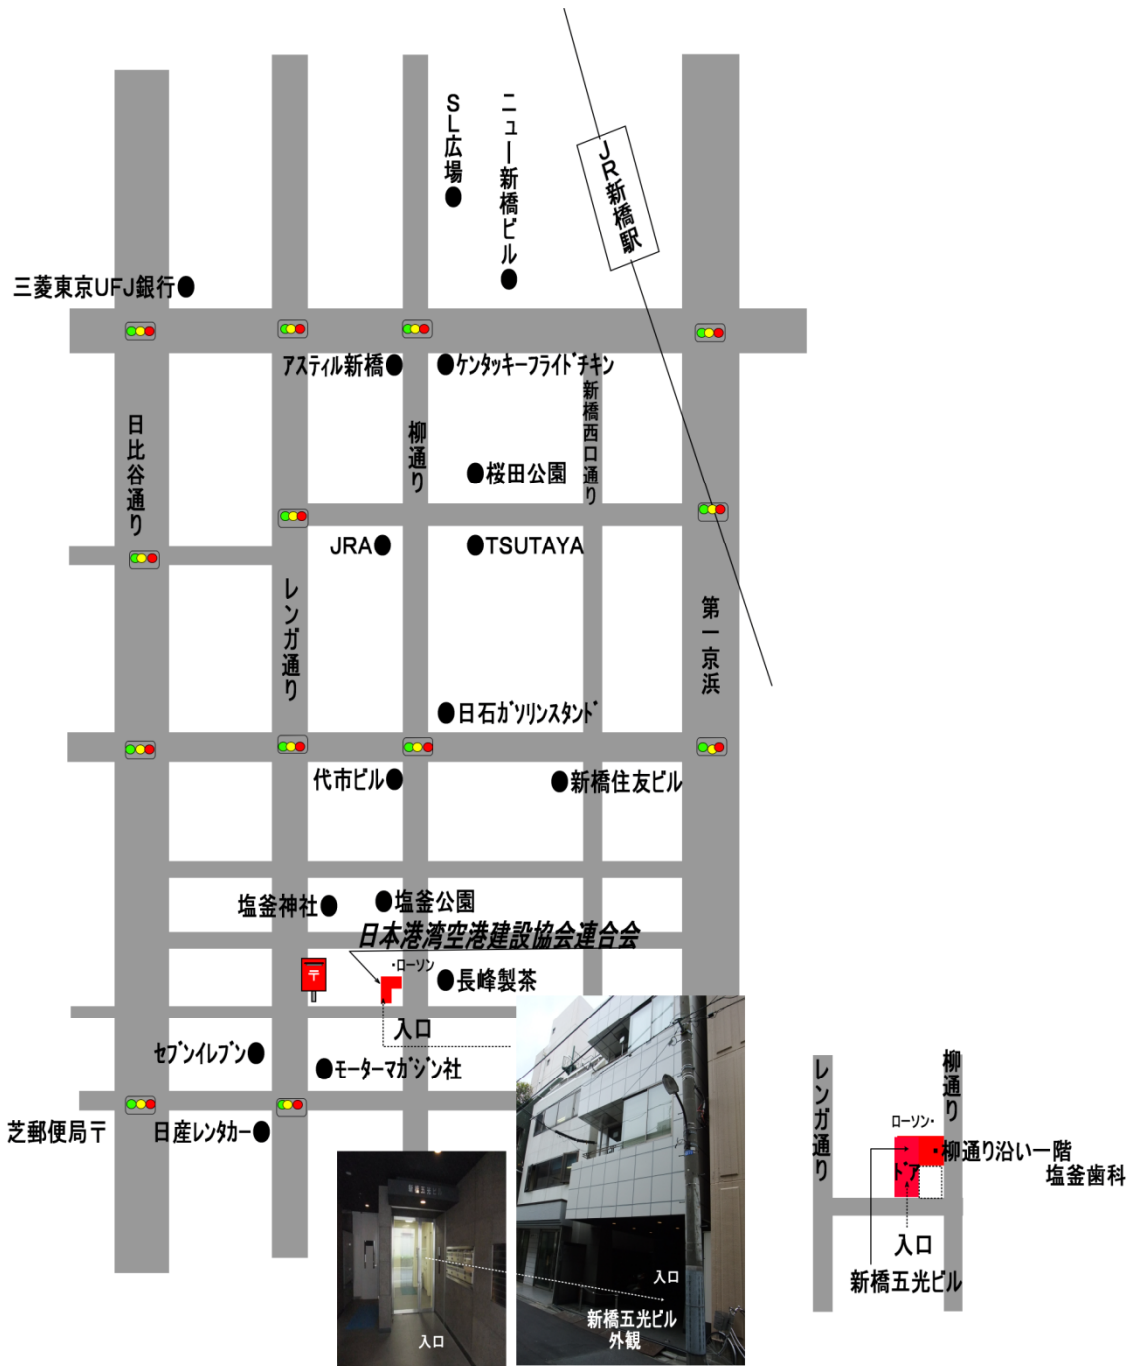 SL広場
ニュー新橋ビル
JR新橋駅
三菱東京UFJ銀行
アスティル新橋
ケンタッキーフライドチキン
日比谷通り
柳通り
新橋西口通り
桜田公園
JRA
TSUTAYA
レンガ通り
第一京浜
日石ガソリンスタンド
代市ビル
新橋住友ビル
塩釜神社
塩釜公園
日本港湾空港建設協会連合会
・ローソン
〒
長峰製茶
入口
セブンイレブン
モーターマガジン社
芝郵便局〒
日産レンタカー
新橋五光ビル
入口
入口
新橋五光ビル
外観
レンガ通り
柳通り
ローソン・
・柳通り沿い一階
塩釜歯科
ドア
入口
新橋五光ビル